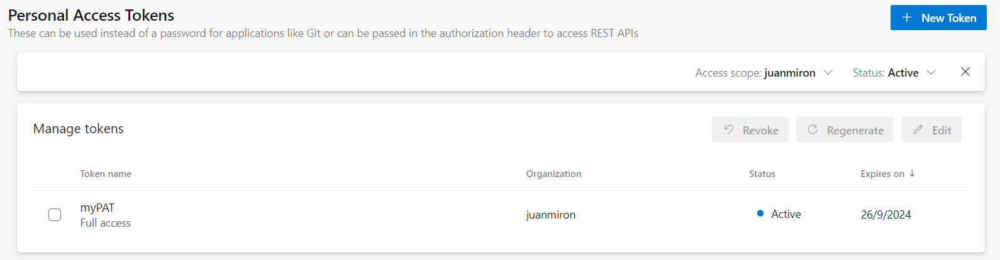 Personal Access Tokens
+ New Token
These can be used instead of a password for applications like Git or can be passed in the authorization header to access REST APIs
Access scope: juanmiron Status: Active
Manage tokens
Revoke Regenerate Edit
Token name Organization Status Expires on ↓
myPAT
Full access
juanmiron Active 26/9/2024